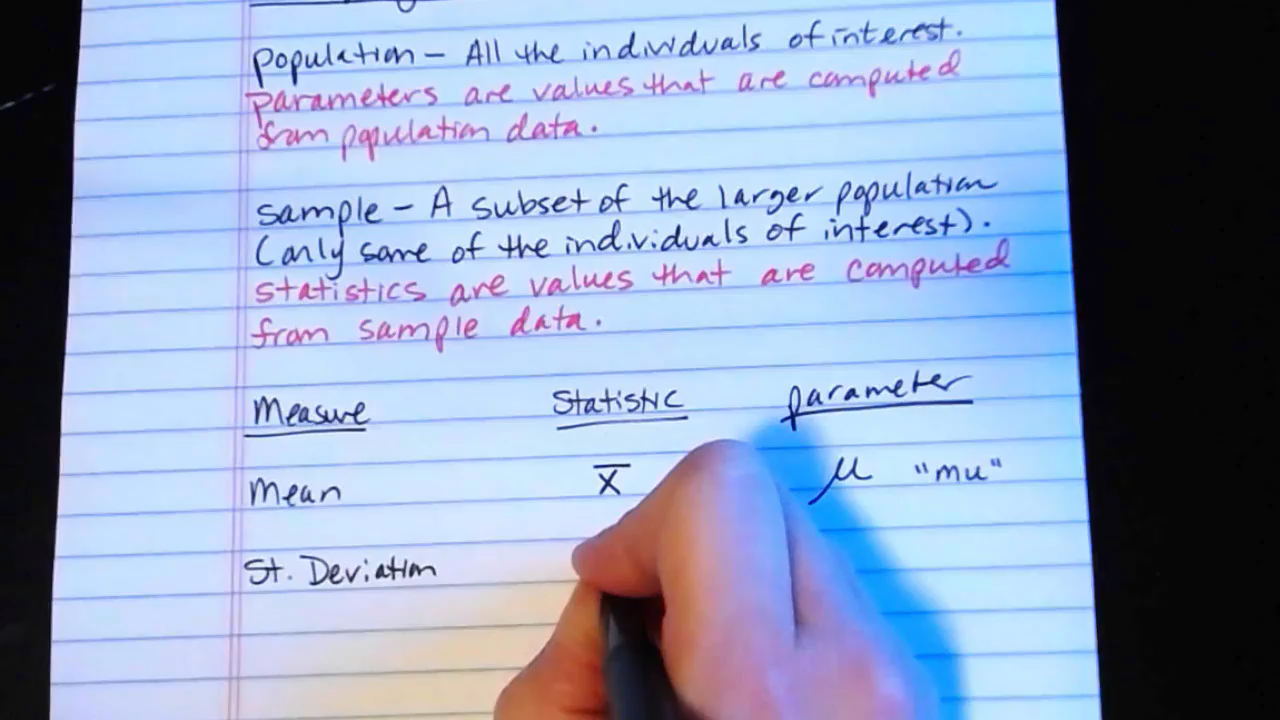 Population – All the individuals of interest.
Parameters are values that are computed
from population data.
Sample – A subset of the larger population
(only some of the individuals of interest).
Statistics are values that are computed
from sample data.
Measure Statistic parameter
Mean x̅ μ "mu"
St. Deviation